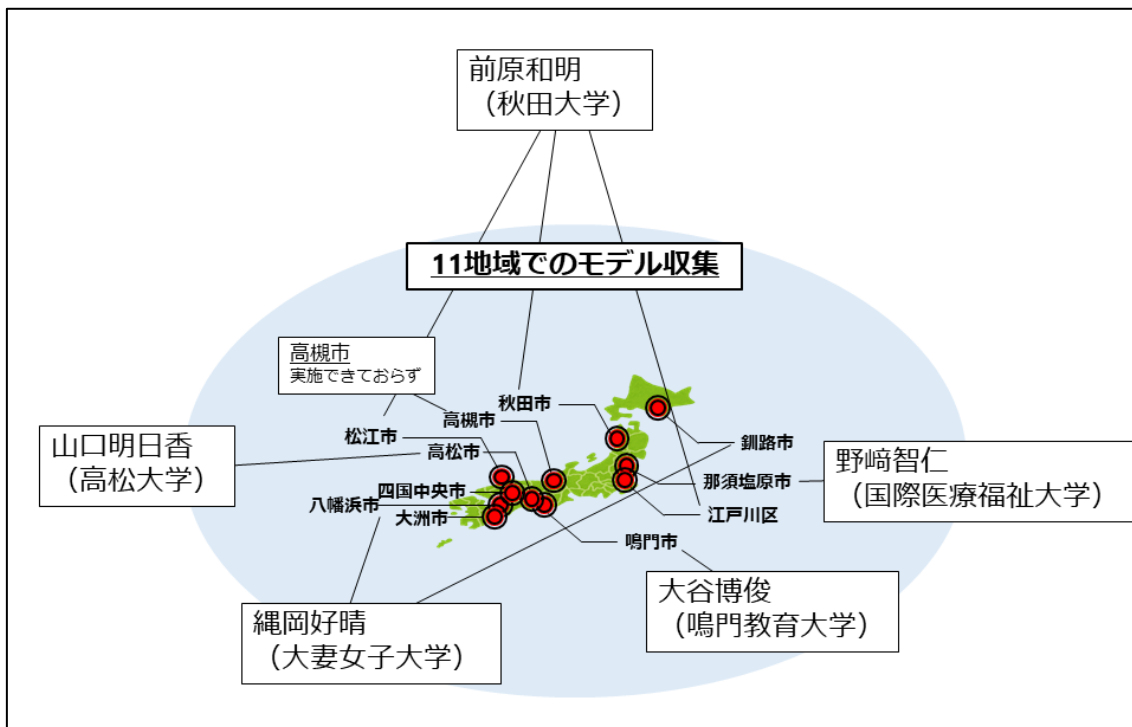 前原和明
（秋田大学）
11地域でのモデル収集
高槻市
実施できておらず
秋田市
高槻市
松江市
高松市
釧路市
山口明日香
（高松大学）
野﨑智仁
（国際医療福祉大学）
四国中央市
那須塩原市
八幡浜市
大洲市
江戸川区
鳴門市
大谷博俊
（鳴門教育大学）
縄岡好晴
（大妻女子大学）